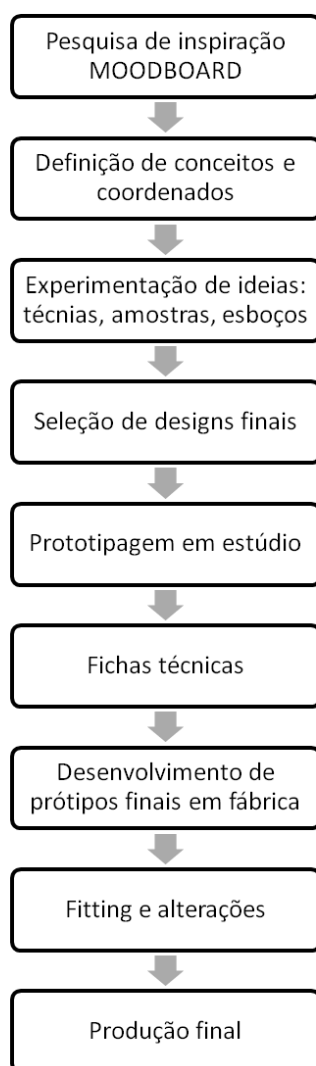 Pesquisa de inspiração
MOODBOARD
Definição de conceitos e
coordenados
Experimentação de ideias:
técnias, amostras, esboços
Seleção de designs finais
Prototipagem em estúdio
Fichas técnicas
Desenvolvimento de
prótipos finais em fábrica
Fitting e alterações
Produção final